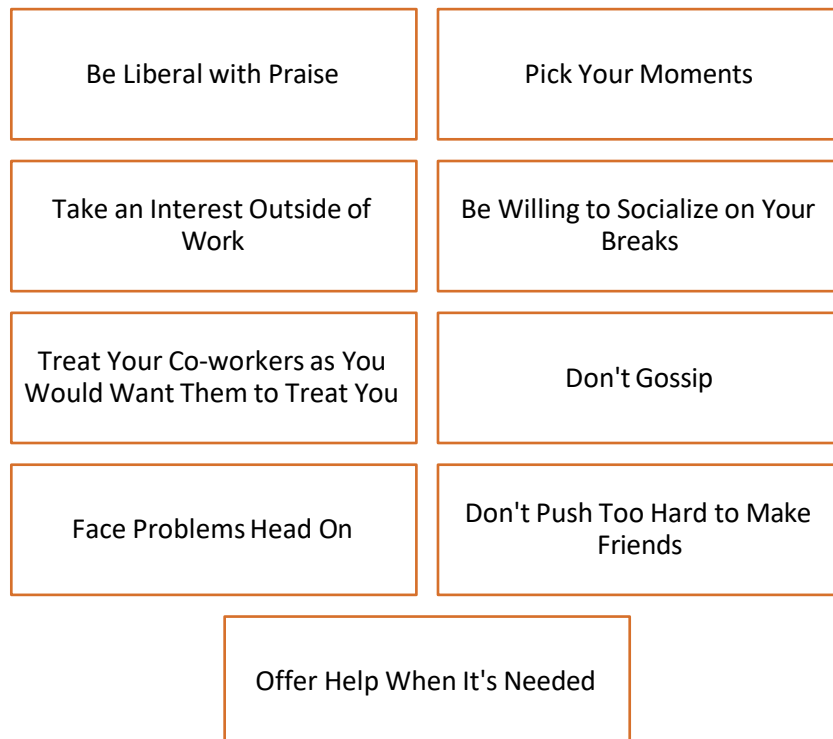 Be Liberal with Praise
Pick Your Moments
Take an Interest Outside of
Work
Be Willing to Socialize on Your
Breaks
Treat Your Co-workers as You
Would Want Them to Treat You
Don't Gossip
Face Problems Head On
Don't Push Too Hard to Make
Friends
Offer Help When It's Needed